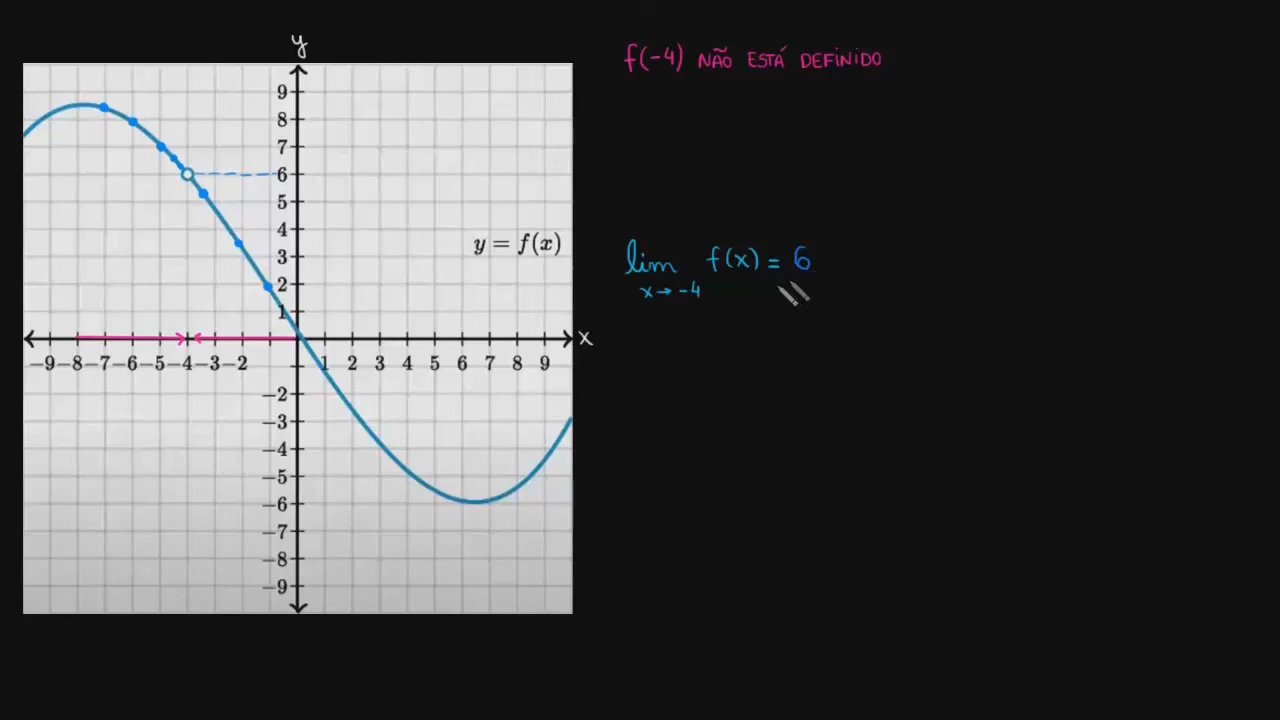 y
f(-4) NÃO ESTÁ DEFINIDO
9
8
7
6
5
4
y = f(x)
3
2
1
lim f(x) = 6
x→-4
x
-9 -8 -7 -6 -5 -4 -3 -2 1 2 3 4 5 6 7 8 9
-2
-3
-4
-5
-6
-7
-8
-9